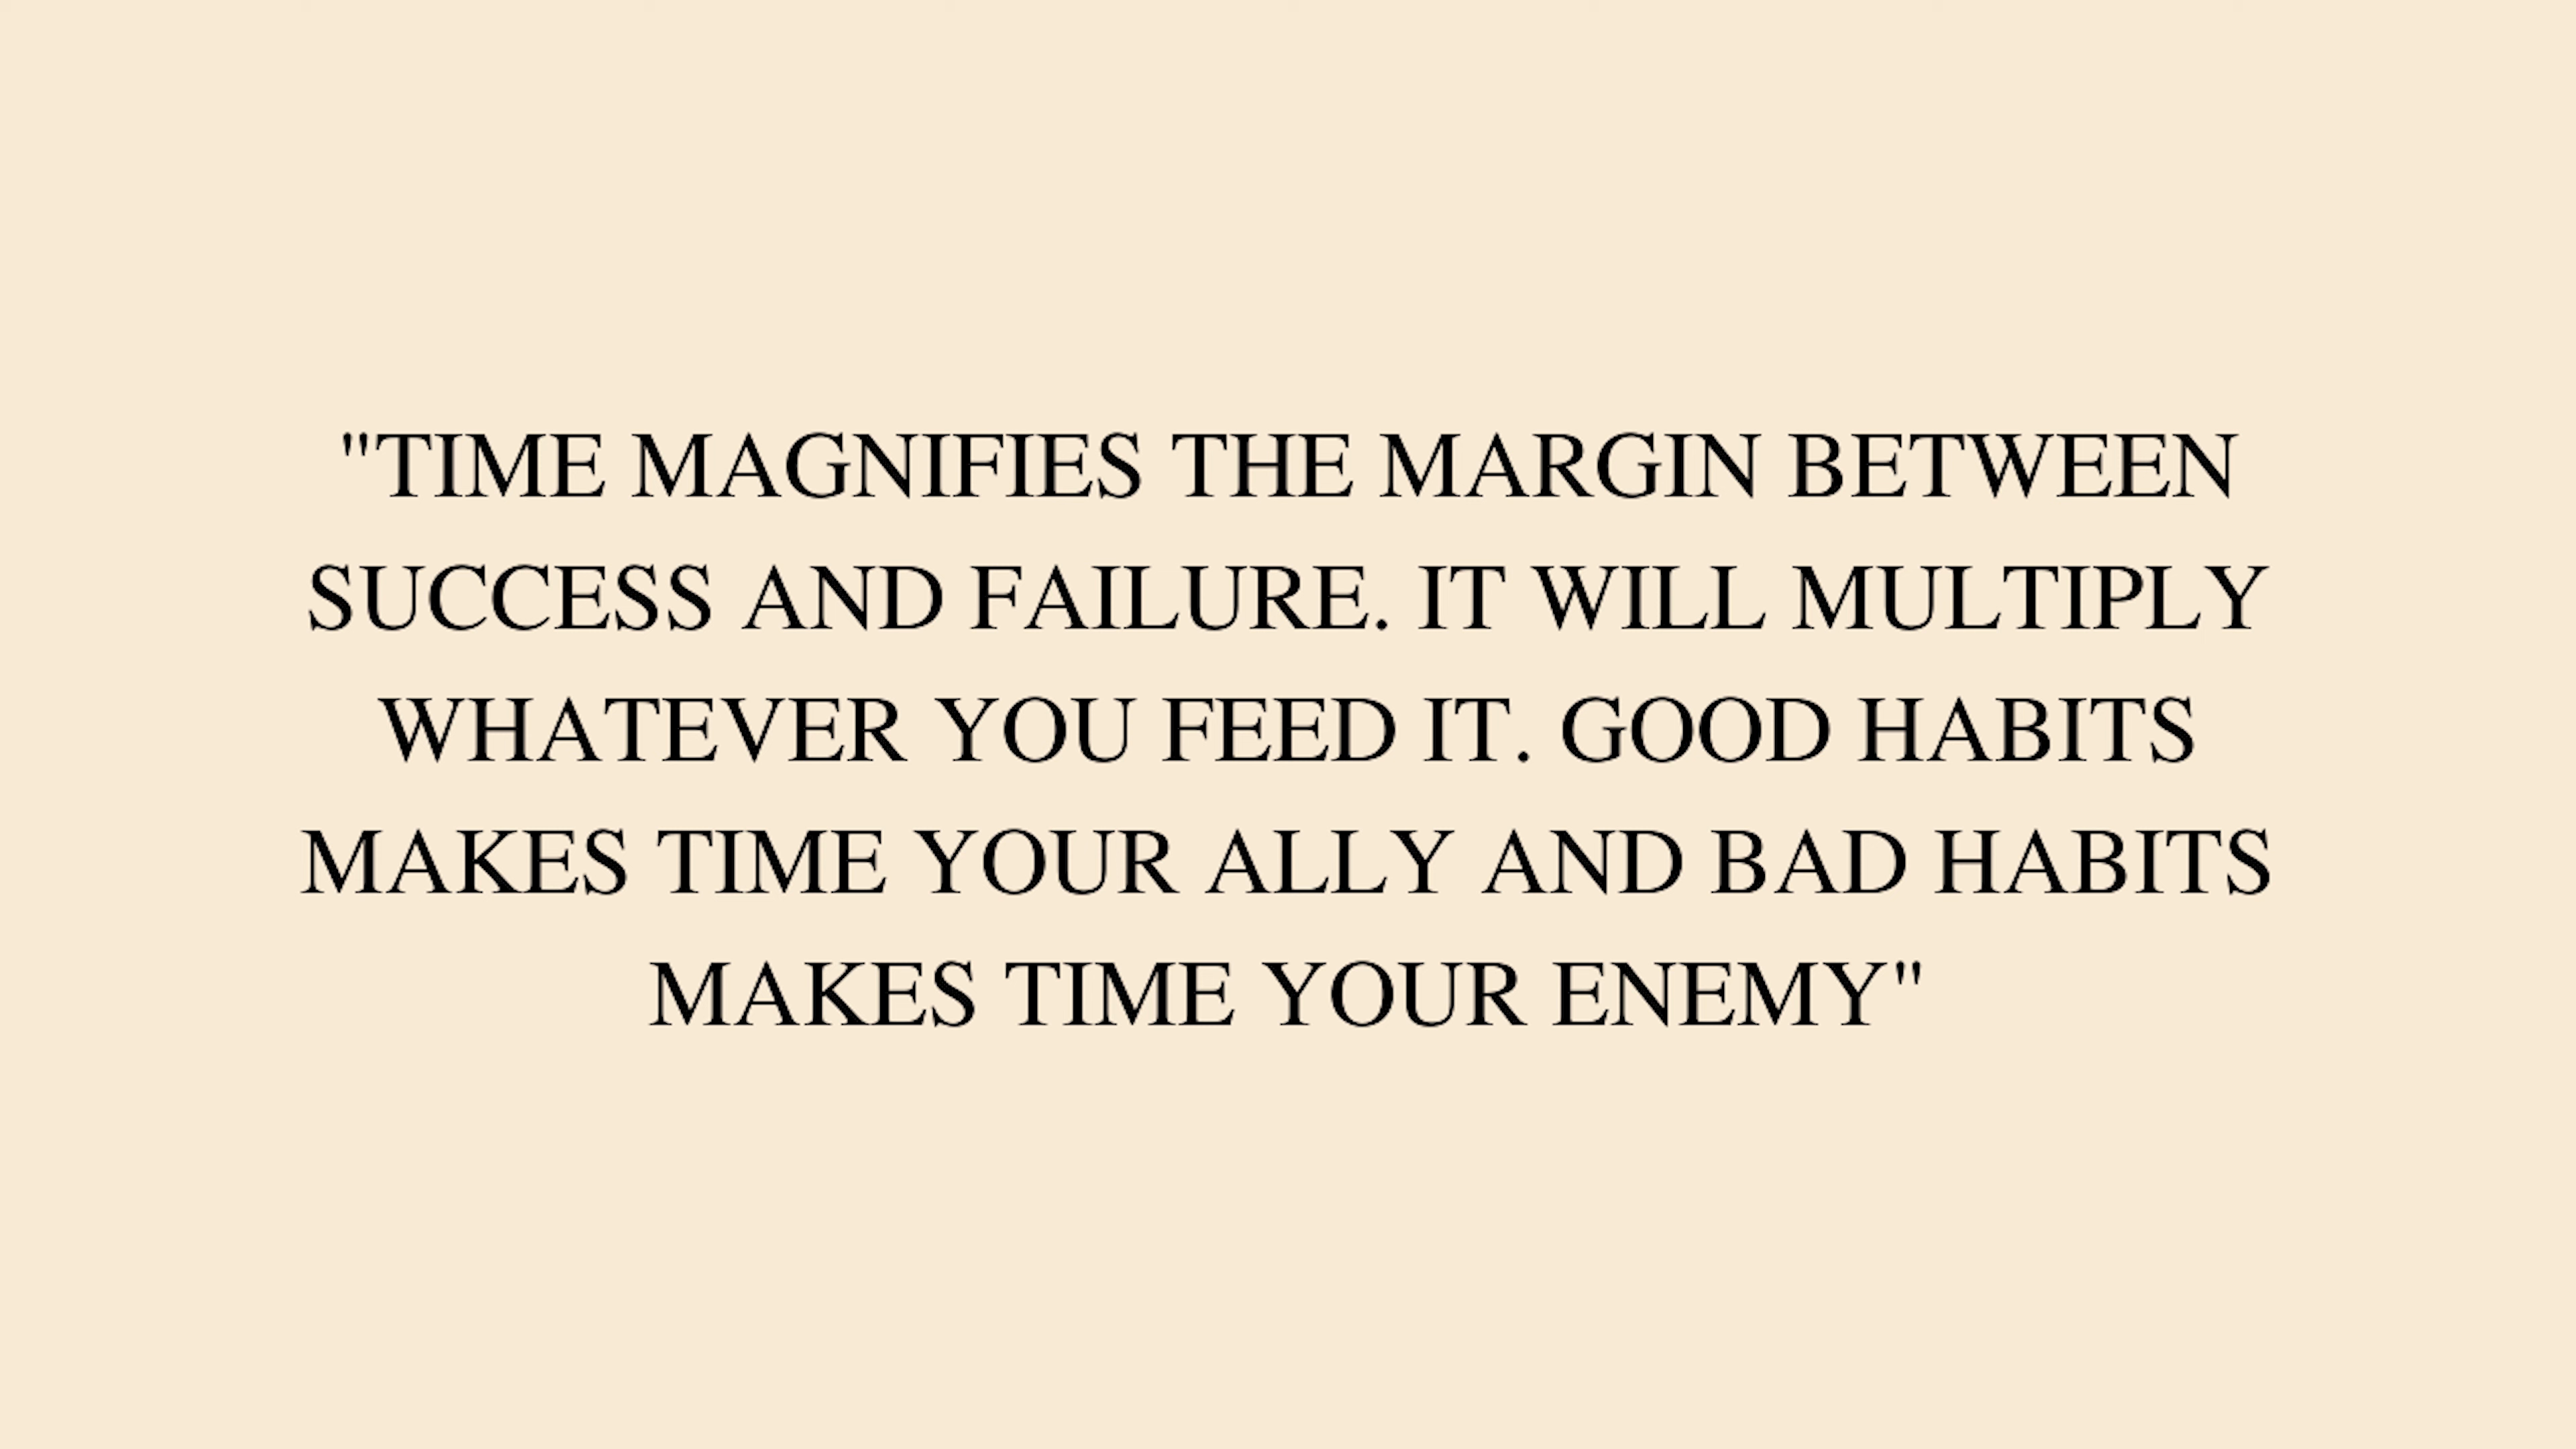 "TIME MAGNIFIES THE MARGIN BETWEEN
SUCCESS AND FAILURE. IT WILL MULTIPLY
WHATEVER YOU FEED IT. GOOD HABITS
MAKES TIME YOUR ALLY AND BAD HABITS
MAKES TIME YOUR ENEMY"